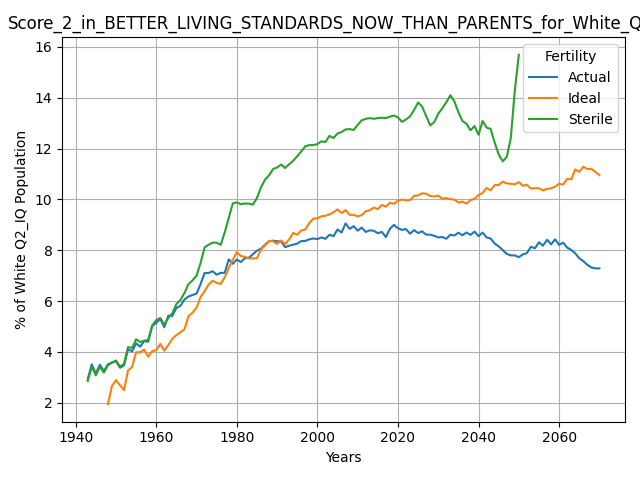 Score_2_in_BETTER_LIVING_STANDARDS_NOW_THAN_PARENTS_for_White_Q
16
14
12
10
8
6
4
2
% of White Q2_IQ Population
Fertility
Actual
Ideal
Sterile
1940
1960
1980
2000
2020
2040
2060
Years